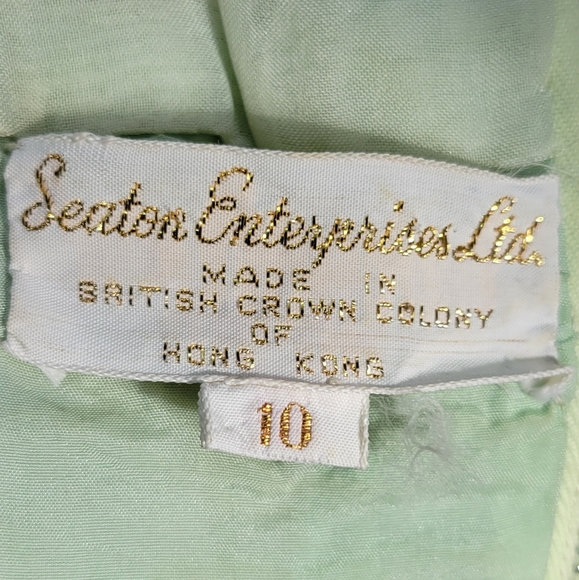 Seaton Enterprises Ltd.
MADE IN
BRITISH CROWN COLONY
OF
HONG KONG
10